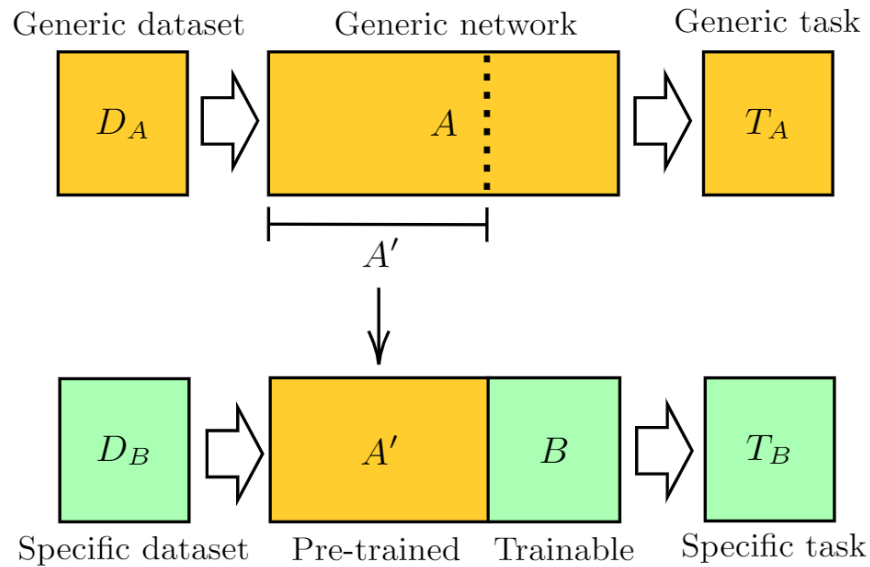 Generic dataset
Generic network
Generic task
D_A
A
T_A
A′
D_B
A′
B
T_B
Specific dataset
Pre-trained
Trainable
Specific task